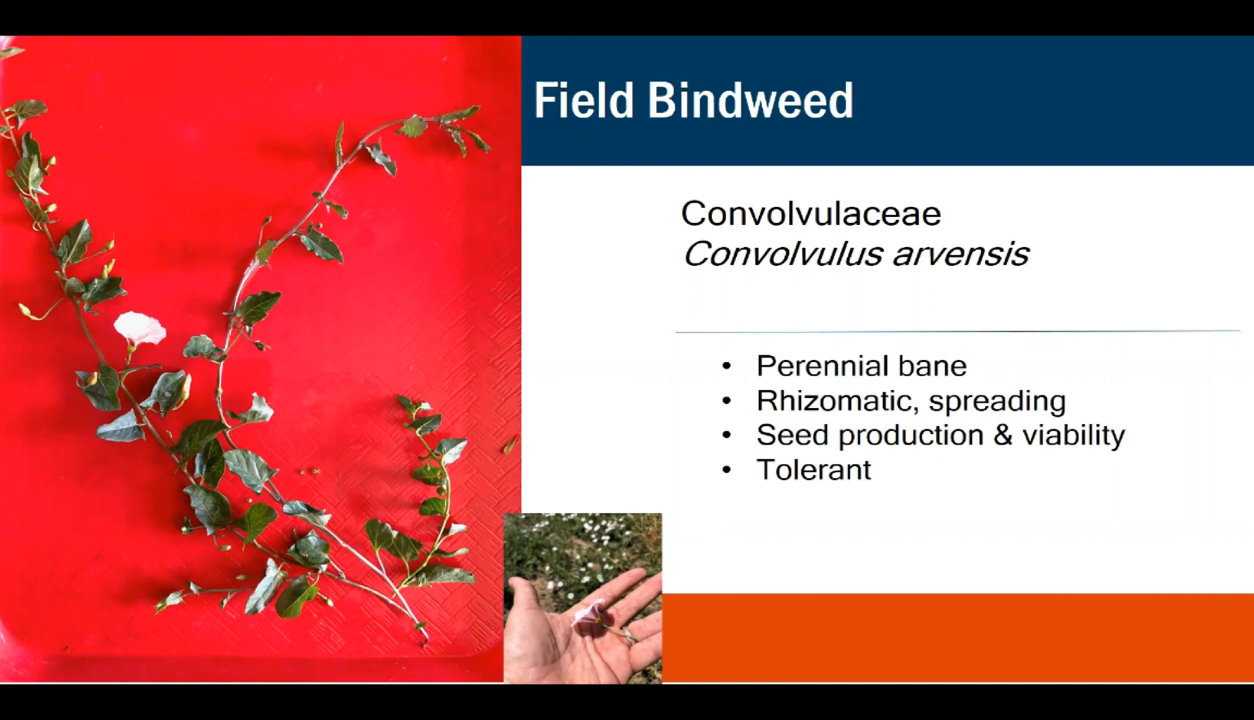 Field Bindweed
Convolvulaceae
Convolvulus arvensis
• Perennial bane
• Rhizomatic, spreading
• Seed production & viability
• Tolerant